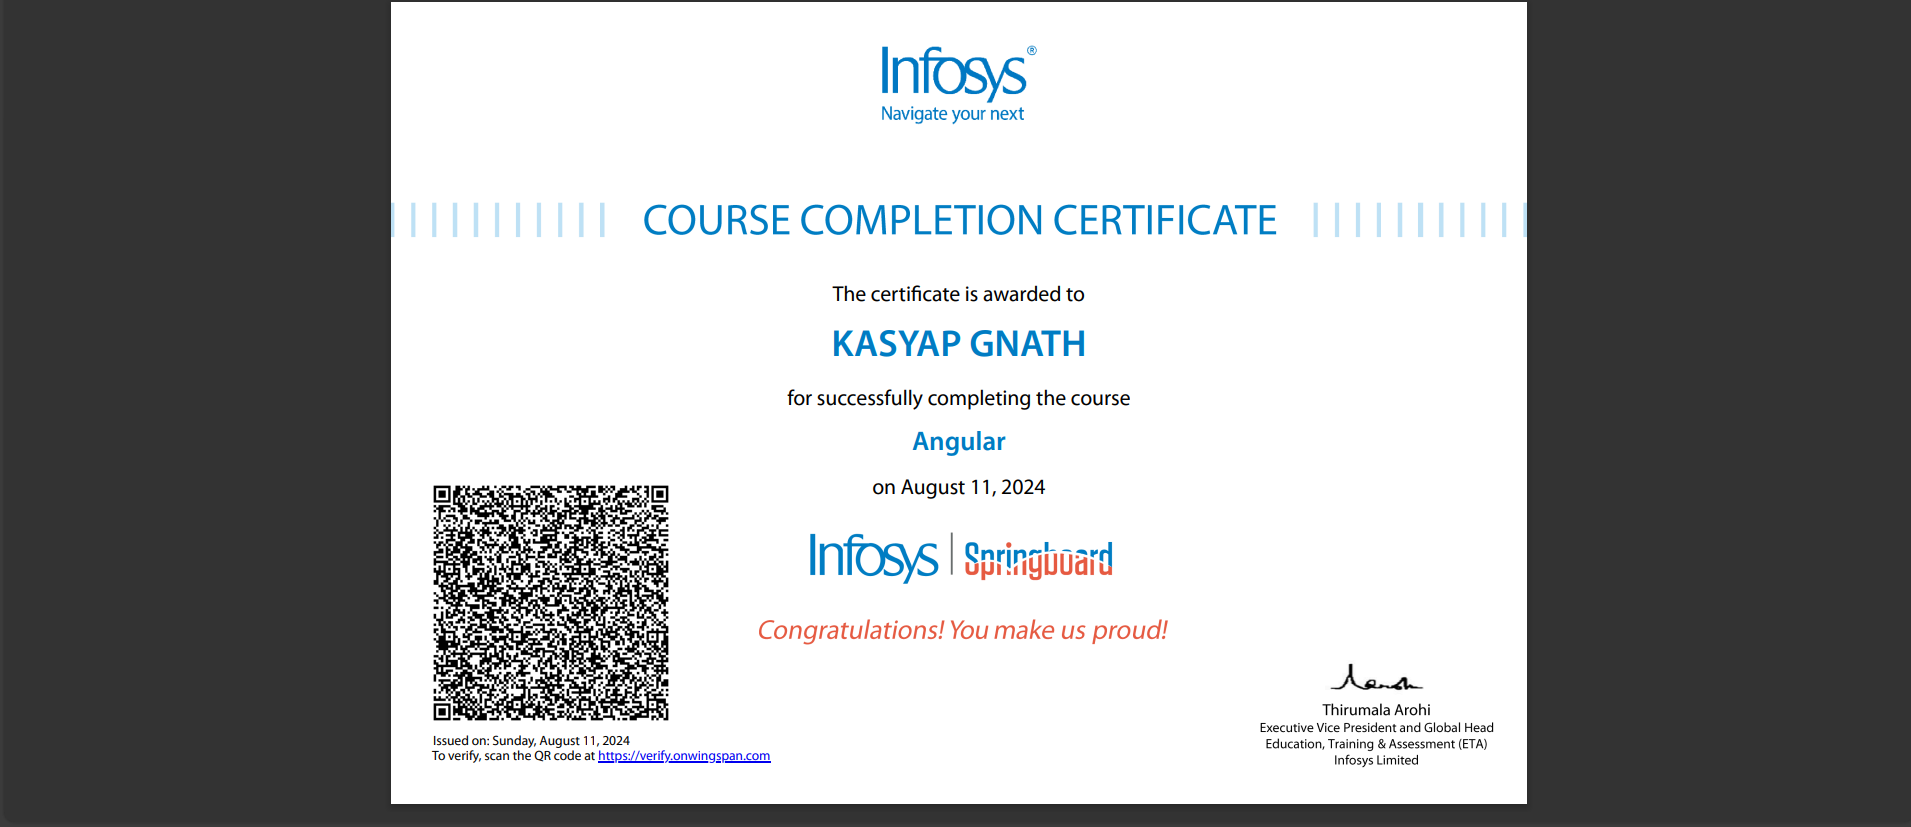 Infosys®
Navigate your next
COURSE COMPLETION CERTIFICATE
The certificate is awarded to
KASYAP GNATH
for successfully completing the course
Angular
on August 11, 2024
Infosys | Springboard
Congratulations! You make us proud!
Issued on: Sunday, August 11, 2024
To verify, scan the QR code at https://verify.onwingspan.com
Thirumala Arohi
Executive Vice President and Global Head
Education, Training & Assessment (ETA)
Infosys Limited